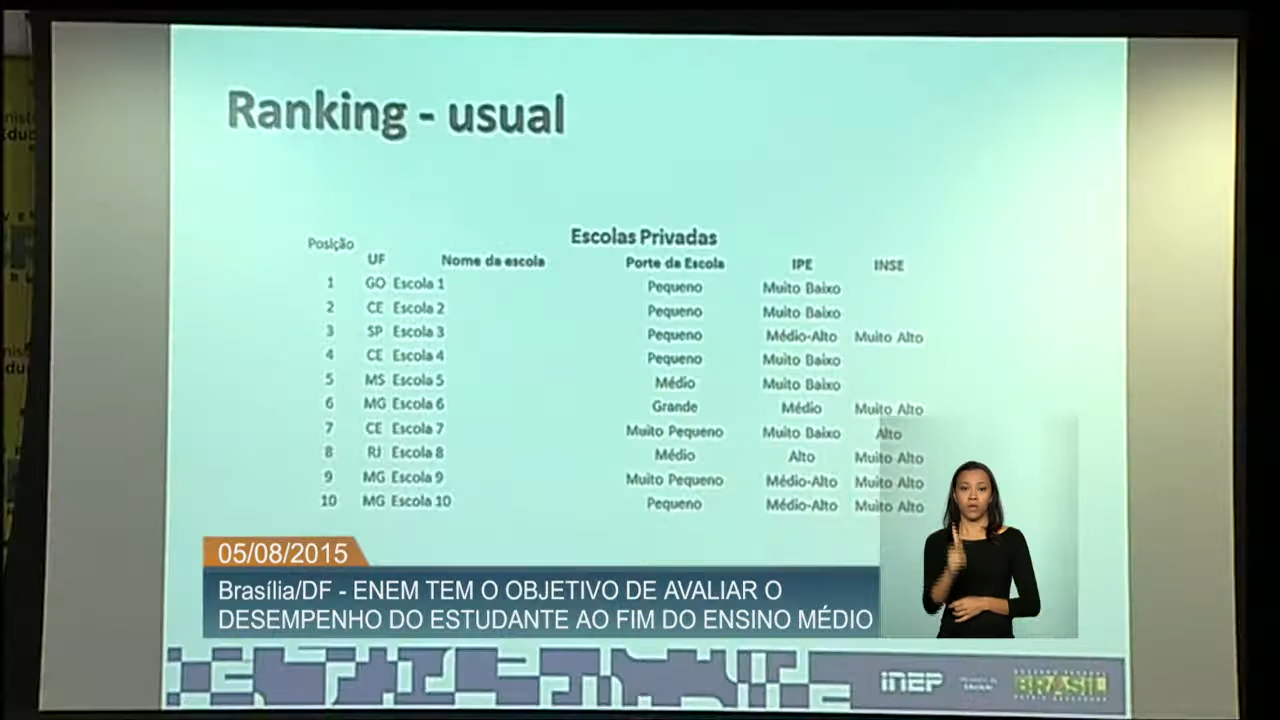 Ranking - usual
Escolas Privadas
Posição UF Nome da escola Porte da Escola IPE INSE
1 GO Escola 1 Pequeno Muito Baixo
2 CE Escola 2 Pequeno Muito Baixo
3 SP Escola 3 Pequeno Médio-Alto Muito Alto
4 CE Escola 4 Pequeno Muito Baixo
5 MS Escola 5 Médio Muito Baixo
6 MG Escola 6 Grande Médio Muito Alto
7 CE Escola 7 Muito Pequeno Muito Baixo Alto
8 RJ Escola 8 Médio Alto Muito Alto
9 MG Escola 9 Muito Pequeno Médio-Alto Muito Alto
10 MG Escola 10 Pequeno Médio-Alto Muito Alto
05/08/2015
Brasília/DF - ENEM TEM O OBJETIVO DE AVALIAR O
DESEMPENHO DO ESTUDANTE AO FIM DO ENSINO MÉDIO
INEP
BRASIL